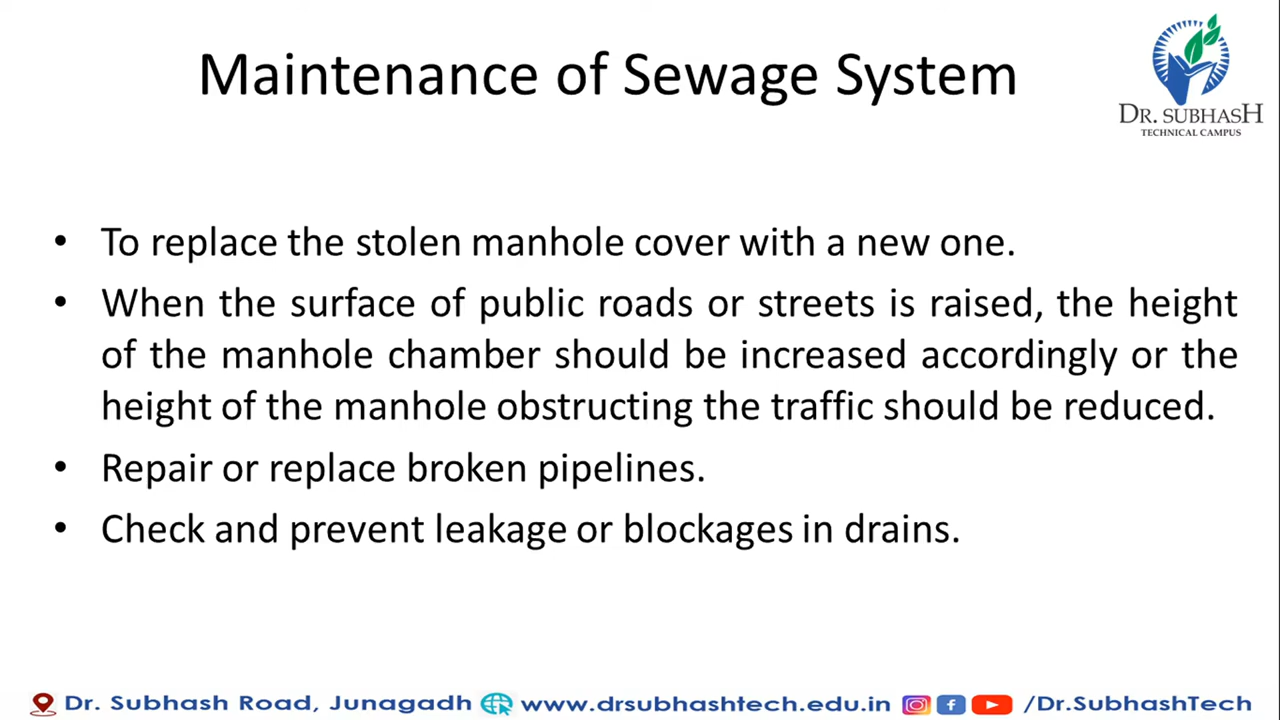 Maintenance of Sewage System
DR. SUBHASH
TECHNICAL CAMPUS
• To replace the stolen manhole cover with a new one.
• When the surface of public roads or streets is raised, the height
of the manhole chamber should be increased accordingly or the
height of the manhole obstructing the traffic should be reduced.
• Repair or replace broken pipelines.
• Check and prevent leakage or blockages in drains.
Dr. Subhash Road, Junagadh www.drsubhashtech.edu.in /Dr.SubhashTech